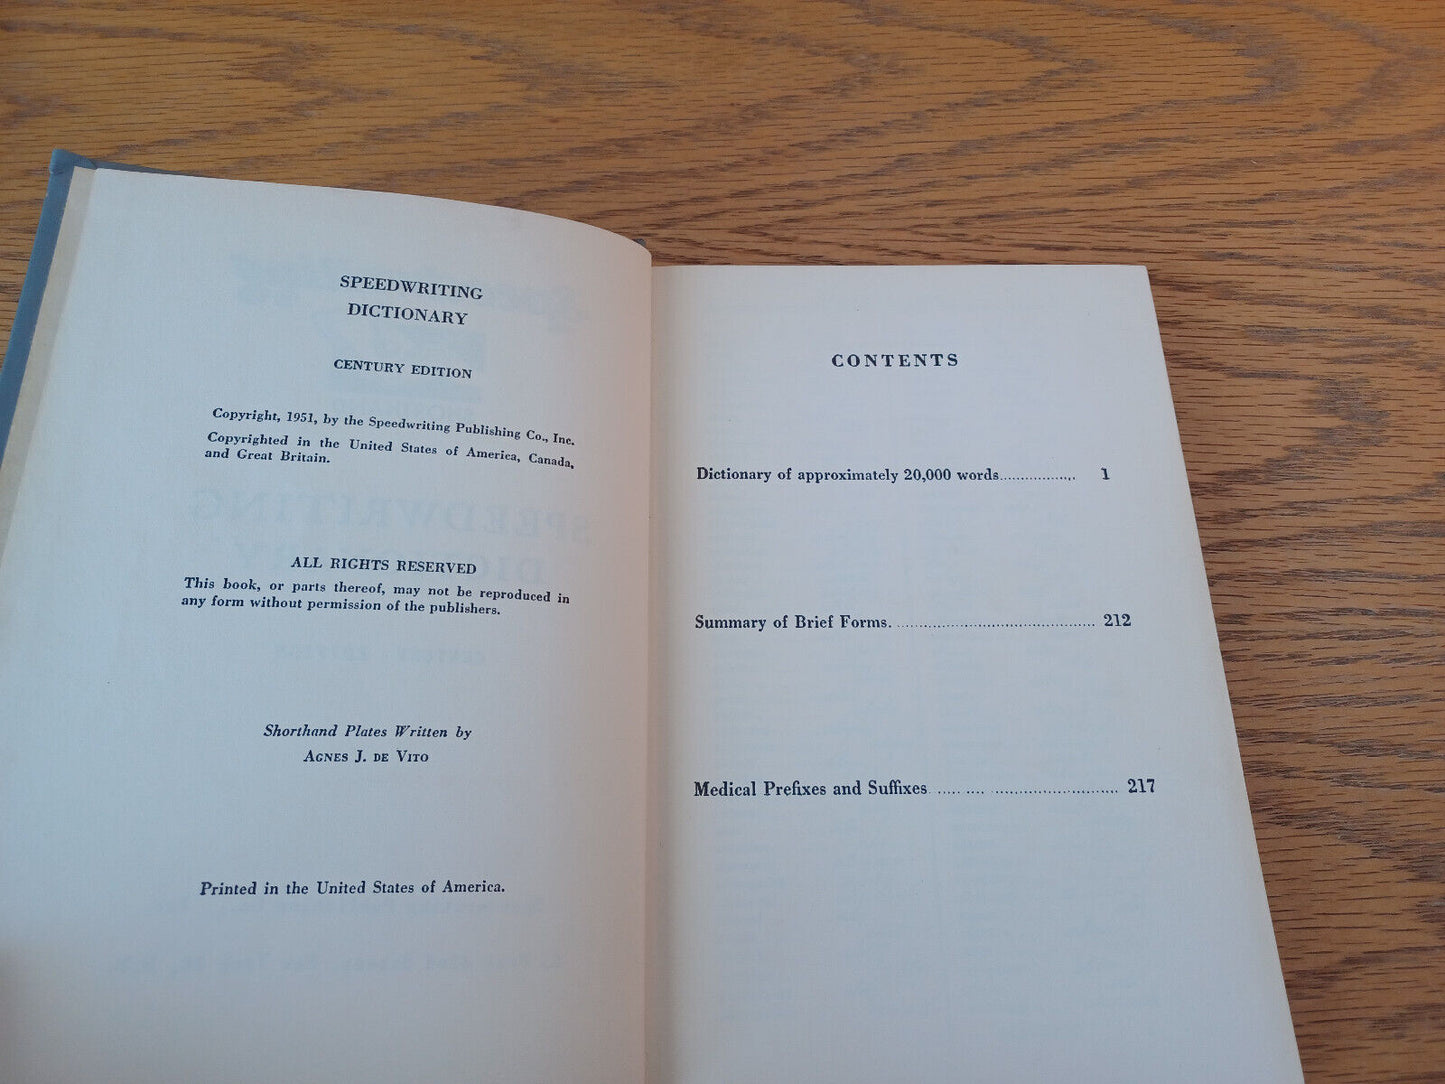 SPEEDWRITING
DICTIONARY
CENTURY EDITION
Copyright, 1951, by the Speedwriting Publishing Co., Inc.
Copyrighted in the United States of America, Canada,
and Great Britain.
ALL RIGHTS RESERVED
This book, or parts thereof, may not be reproduced in
any form without permission of the publishers.
Shorthand Plates Written by
AGNES J. DE VITO
Printed in the United States of America.
CONTENTS
Dictionary of approximately 20,000 words.................. 1
Summary of Brief Forms. ............................................ 212
Medical Prefixes and Suffixes. ..... .... ............................. 217